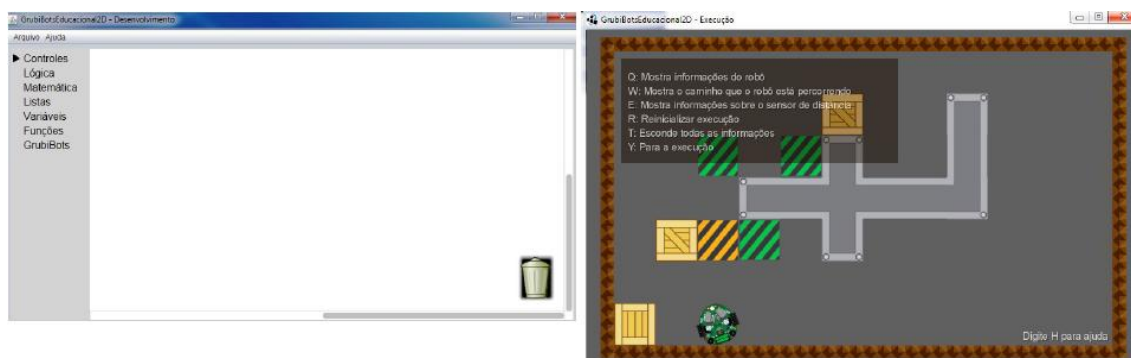 GrubiBotsEducacional2D - Desenvolvimento
Arquivo Ajuda
Controles
Lógica
Matemática
Listas
Variáveis
Funções
GrubiBots
GrubiBotsEducacional2D - Execução
Q: Mostra informações do robô
W: Mostra o caminho que o robô está percorrendo
E: Mostra informações sobre o sensor de distância
R: Reinicializar execução
T: Esconde todas as informações
Y: Para a execução
Digite H para ajuda